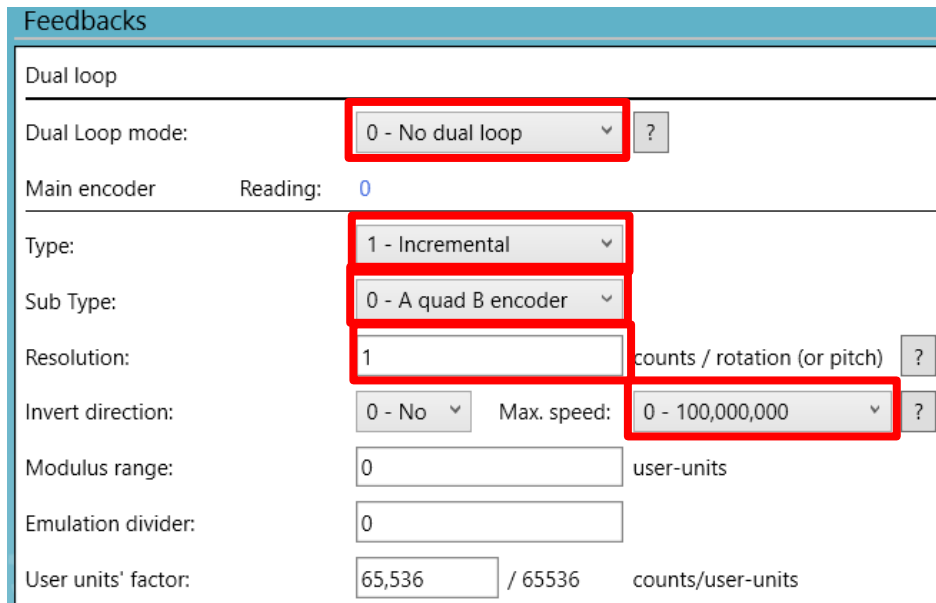 Feedbacks
Dual loop
Dual Loop mode: 0 - No dual loop ?
Main encoder Reading: 0
Type: 1 - Incremental
Sub Type: 0 - A quad B encoder
Resolution: 1 counts / rotation (or pitch) ?
Invert direction: 0 - No Max. speed: 0 - 100,000,000 ?
Modulus range: 0 user-units
Emulation divider: 0
User units' factor: 65,536 / 65536 counts/user-units